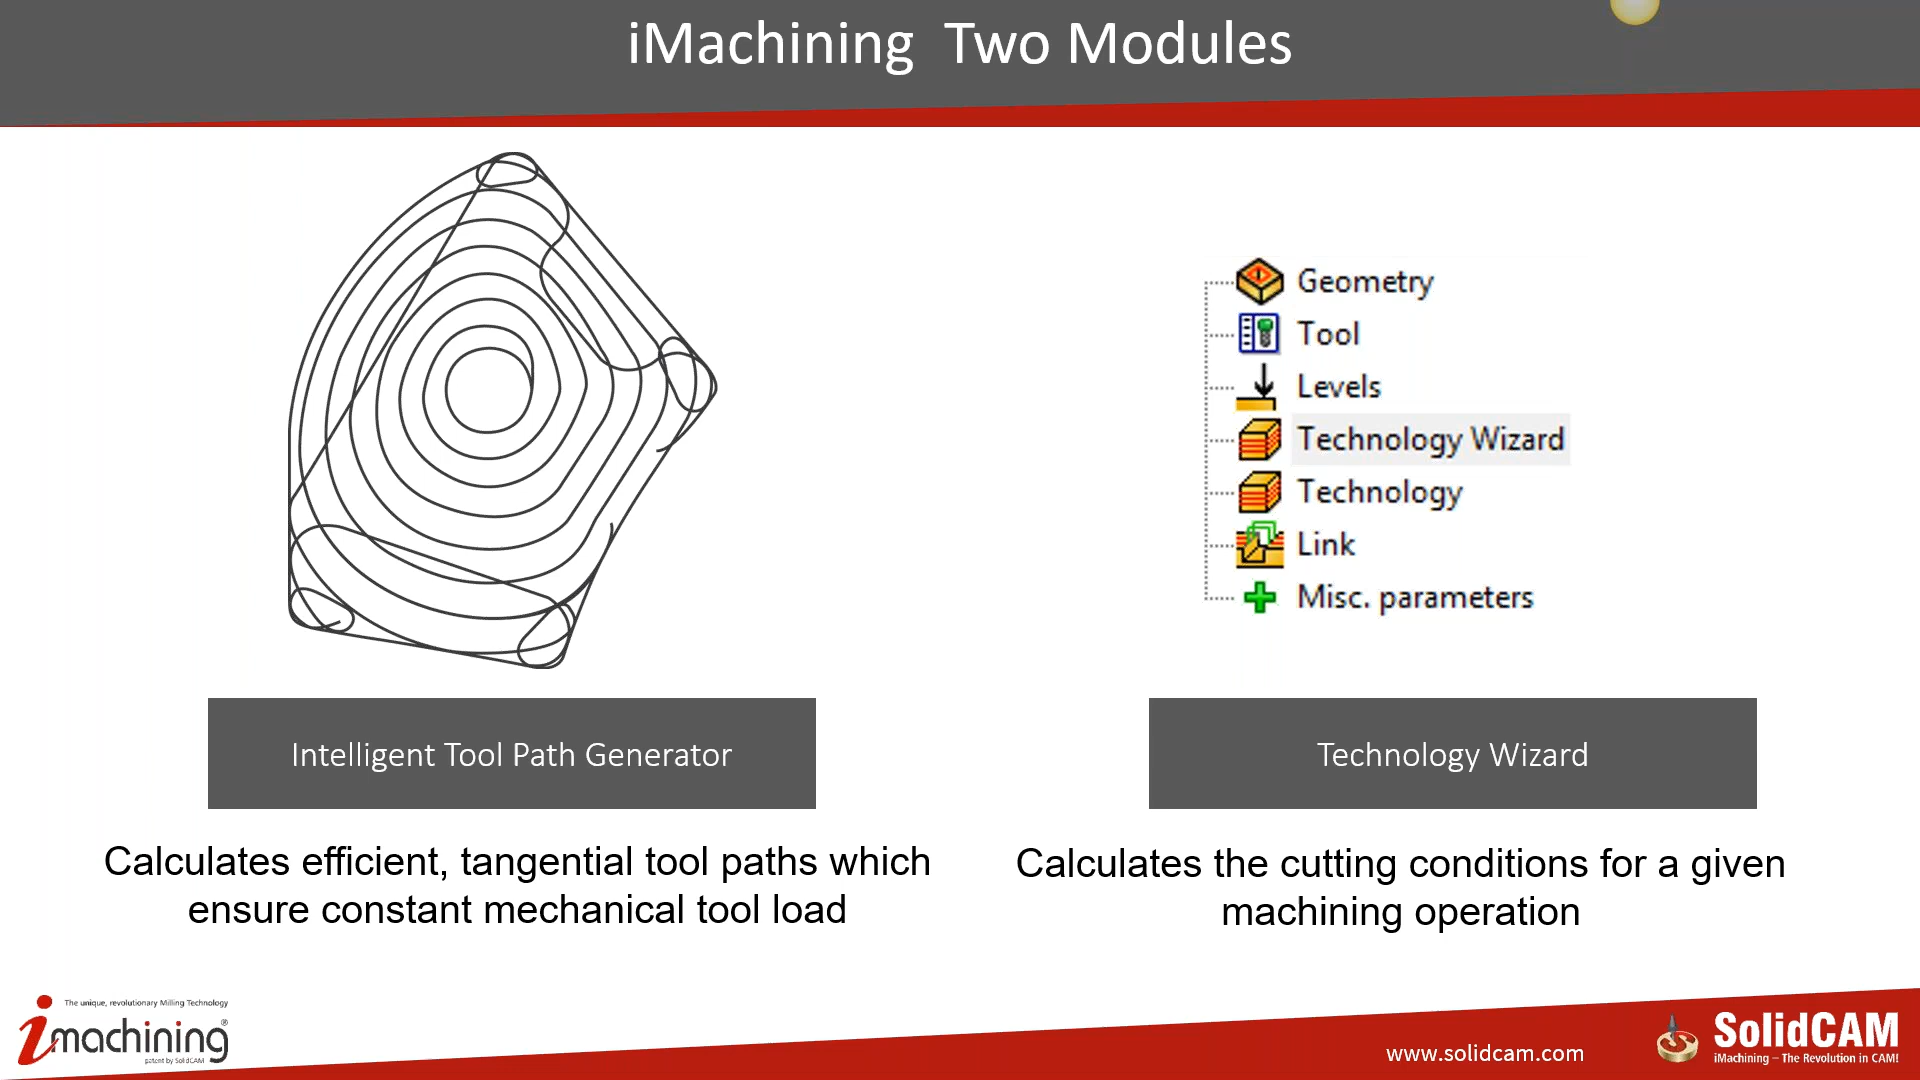 iMachining  Two Modules
Geometry
Tool
Levels
Technology Wizard
Technology
Link
Misc. parameters
Intelligent Tool Path Generator
Technology Wizard
Calculates efficient, tangential tool paths which
ensure constant mechanical tool load
Calculates the cutting conditions for a given
machining operation
The unique, revolutionary Milling Technology
imachining®
patent by SolidCAM
www.solidcam.com
SolidCAM
iMachining – The Revolution in CAM!